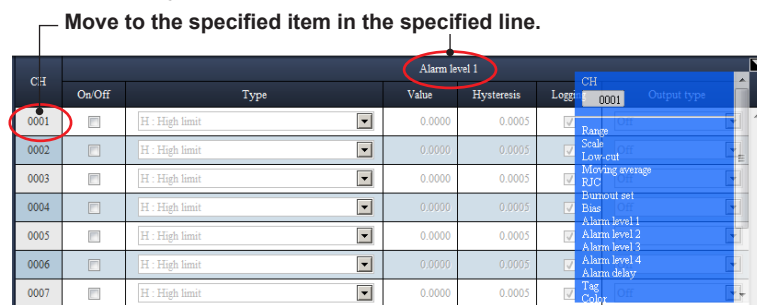 Move to the specified item in the specified line.
CH Alarm level 1
On/Off Type Value Hysteresis Logging Output type
0001 H : High limit 0.0000 0.0005 Off
0002 H : High limit 0.0000 0.0005
0003 H : High limit 0.0000 0.0005
0004 H : High limit 0.0000 0.0005 Off
0005 H : High limit 0.0000 0.0005
0006 H : High limit 0.0000 0.0005
0007 H : High limit 0.0000 0.0005 Off
CH
0001
Range
Scale
Low-cut
Moving average
RJC
Burnout set
Bias
Alarm level 1
Alarm level 2
Alarm level 3
Alarm level 4
Alarm delay
Tag
Color